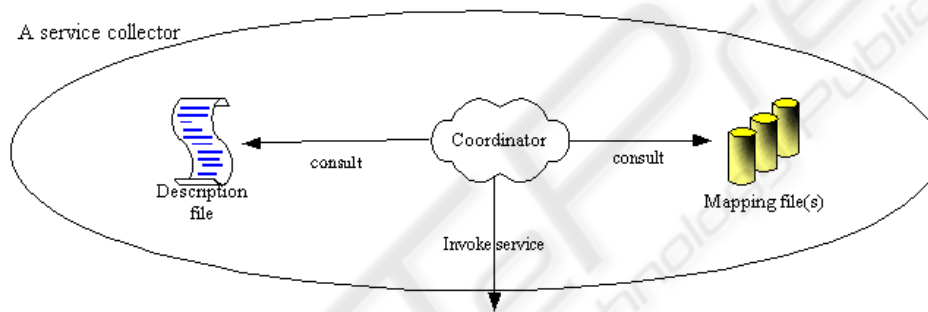 A service collector
Coordinator
consult
consult
Description
file
Mapping file(s)
Invoke service